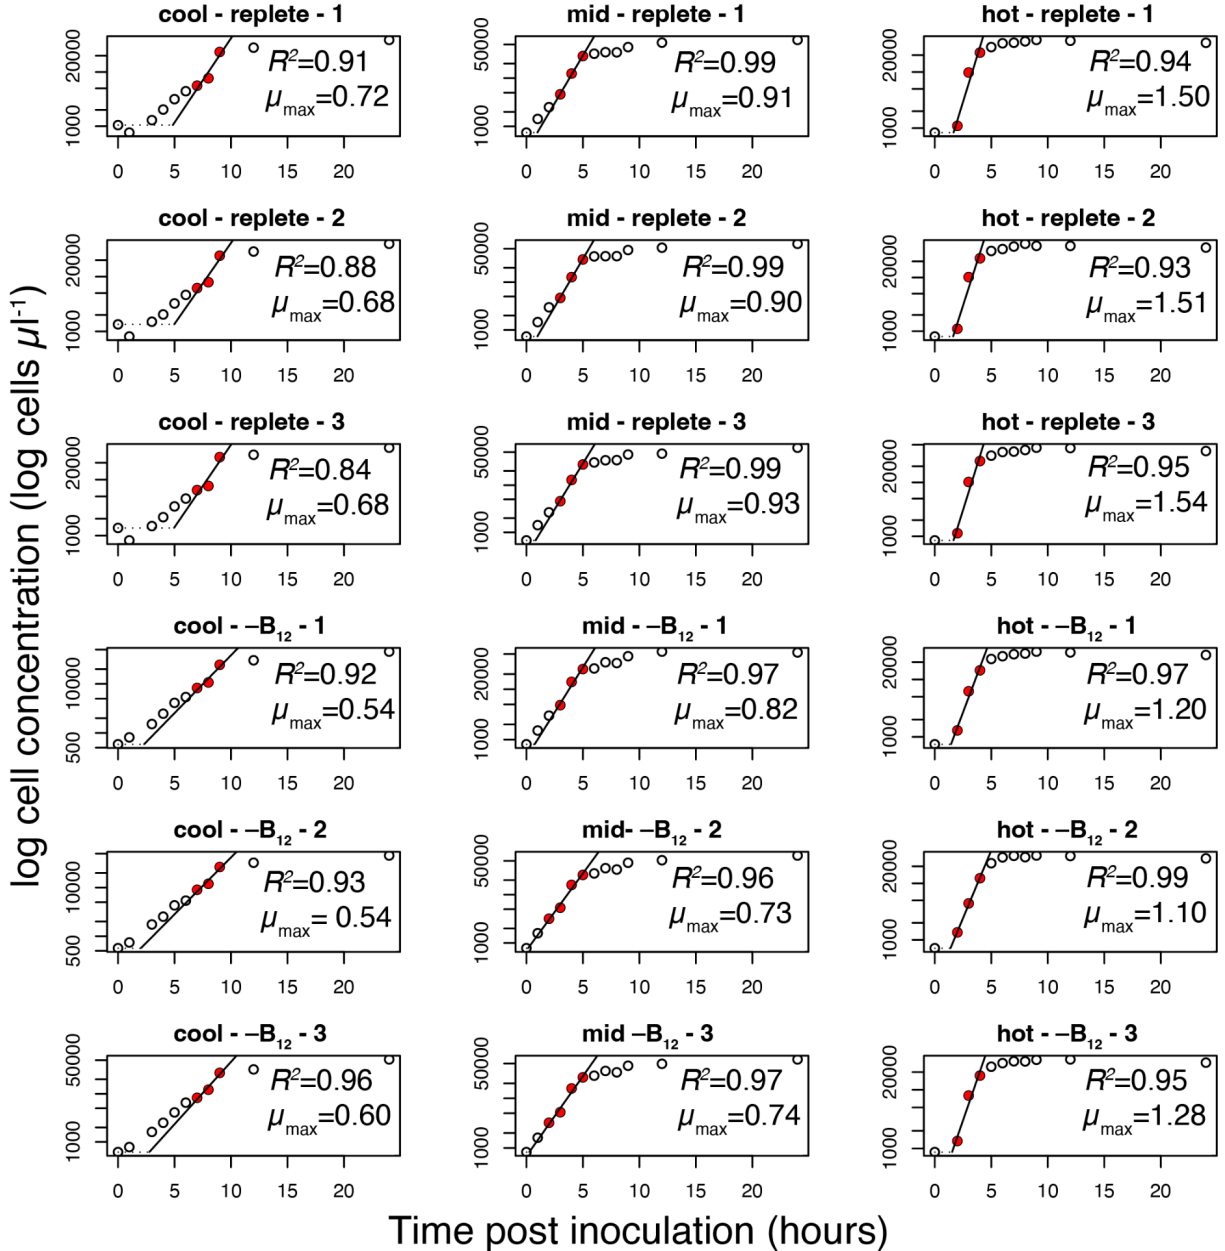 log cell concentration (log cells µl⁻¹)
cool - replete - 1
20000
1000
R²=0.91
µmax=0.72
0 5 10 15 20
mid - replete - 1
50000
1000
R²=0.99
µmax=0.91
0 5 10 15 20
hot - replete - 1
20000
1000
R²=0.94
µmax=1.50
0 5 10 15 20
cool - replete - 2
20000
1000
R²=0.88
µmax=0.68
0 5 10 15 20
mid - replete - 2
50000
1000
R²=0.99
µmax=0.90
0 5 10 15 20
hot - replete - 2
20000
1000
R²=0.93
µmax=1.51
0 5 10 15 20
cool - replete - 3
20000
1000
R²=0.84
µmax=0.68
0 5 10 15 20
mid - replete - 3
50000
1000
R²=0.99
µmax=0.93
0 5 10 15 20
hot - replete - 3
20000
1000
R²=0.95
µmax=1.54
0 5 10 15 20
cool - –B₁₂ - 1
10000
500
R²=0.92
µmax=0.54
0 5 10 15 20
mid - –B₁₂ - 1
20000
1000
R²=0.97
µmax=0.82
0 5 10 15 20
hot - –B₁₂ - 1
20000
1000
R²=0.97
µmax=1.20
0 5 10 15 20
cool - –B₁₂ - 2
10000
500
R²=0.93
µmax= 0.54
0 5 10 15 20
mid- –B₁₂ - 2
50000
1000
R²=0.96
µmax=0.73
0 5 10 15 20
hot - –B₁₂ - 2
20000
1000
R²=0.99
µmax=1.10
0 5 10 15 20
cool - –B₁₂ - 3
50000
1000
R²=0.96
µmax=0.60
0 5 10 15 20
mid –B₁₂ - 3
50000
1000
R²=0.97
µmax=0.74
0 5 10 15 20
hot - –B₁₂ - 3
20000
1000
R²=0.95
µmax=1.28
0 5 10 15 20
Time post inoculation (hours)